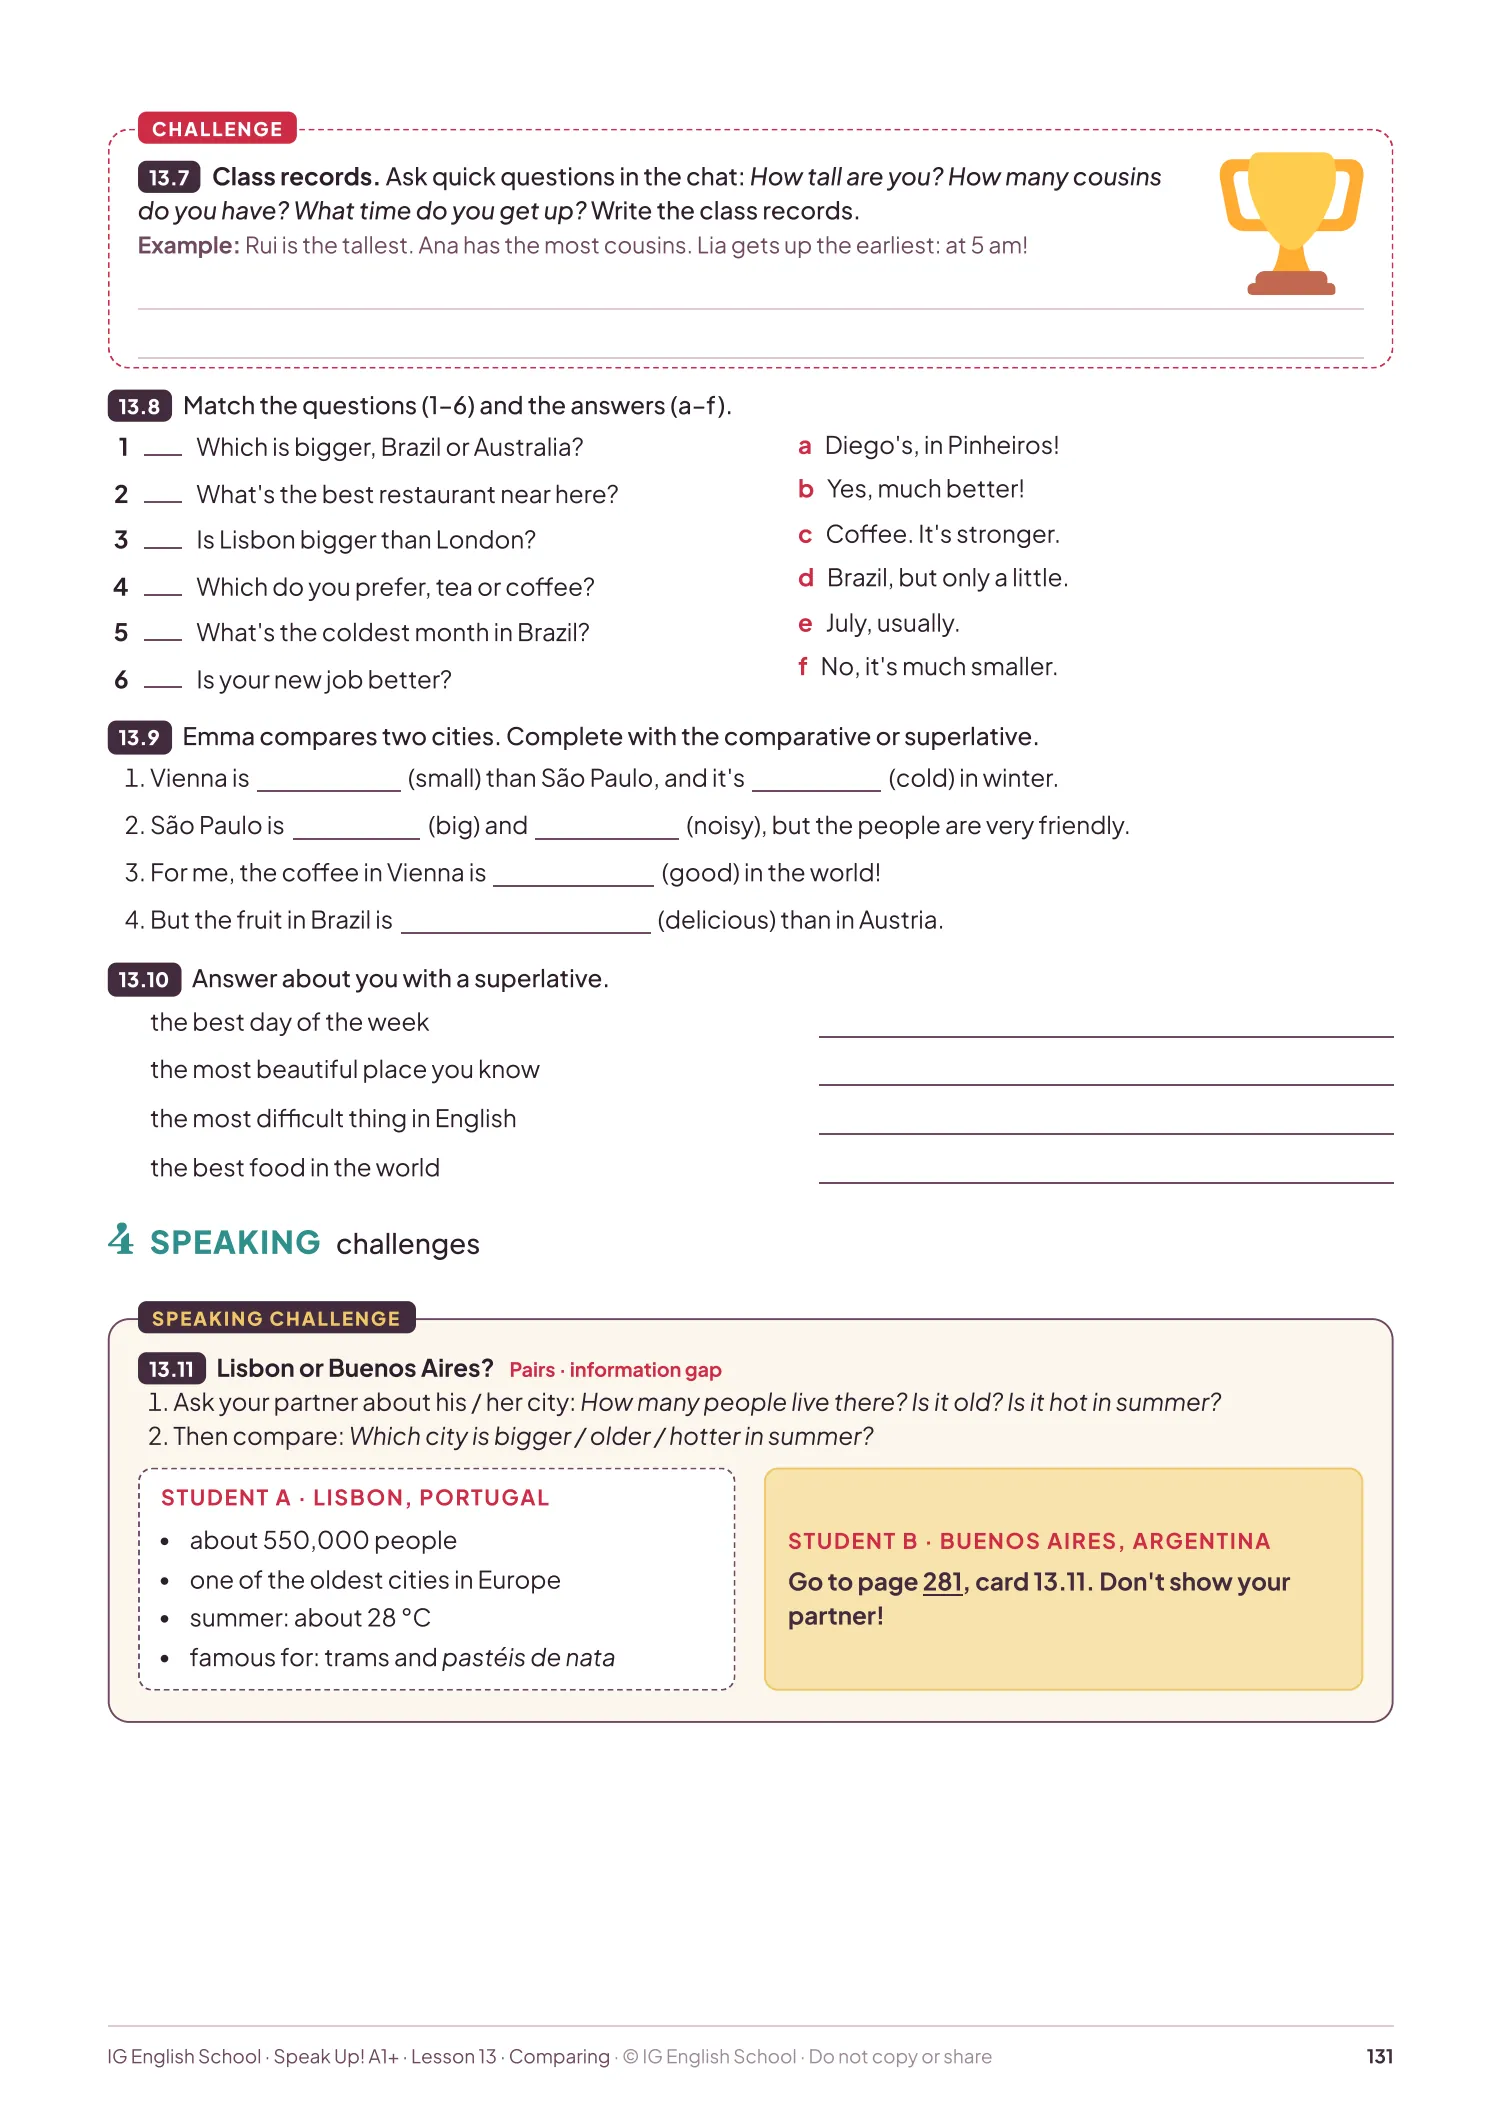 CHALLENGE
13.7 Class records. Ask quick questions in the chat: How tall are you? How many cousins
do you have? What time do you get up? Write the class records.
Example: Rui is the tallest. Ana has the most cousins. Lia gets up the earliest: at 5 am!
13.8 Match the questions (1–6) and the answers (a–f).
1 ___ Which is bigger, Brazil or Australia?
2 ___ What's the best restaurant near here?
3 ___ Is Lisbon bigger than London?
4 ___ Which do you prefer, tea or coffee?
5 ___ What's the coldest month in Brazil?
6 ___ Is your new job better?
a Diego's, in Pinheiros!
b Yes, much better!
c Coffee. It's stronger.
d Brazil, but only a little.
e July, usually.
f No, it's much smaller.
13.9 Emma compares two cities. Complete with the comparative or superlative.
1. Vienna is ___________ (small) than São Paulo, and it's __________ (cold) in winter.
2. São Paulo is __________ (big) and ___________ (noisy), but the people are very friendly.
3. For me, the coffee in Vienna is ____________ (good) in the world!
4. But the fruit in Brazil is ___________________ (delicious) than in Austria.
13.10 Answer about you with a superlative.
the best day of the week
the most beautiful place you know
the most difficult thing in English
the best food in the world
4 SPEAKING challenges
SPEAKING CHALLENGE
13.11 Lisbon or Buenos Aires? Pairs · information gap
1. Ask your partner about his / her city: How many people live there? Is it old? Is it hot in summer?
2. Then compare: Which city is bigger / older / hotter in summer?
STUDENT A · LISBON, PORTUGAL
• about 550,000 people
• one of the oldest cities in Europe
• summer: about 28 °C
• famous for: trams and pastéis de nata
STUDENT B · BUENOS AIRES, ARGENTINA
Go to page 281, card 13.11. Don't show your
partner!
IG English School · Speak Up! A1+ · Lesson 13 · Comparing · © IG English School · Do not copy or share 131